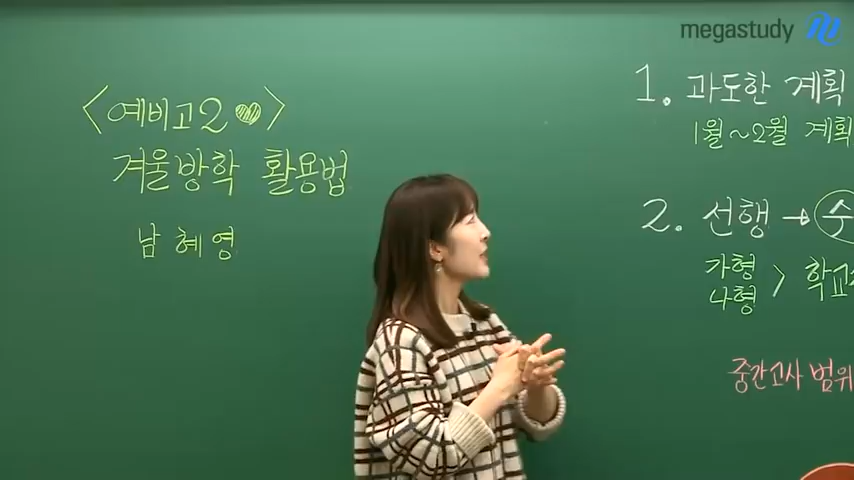 megastudy
<예비고2♥>
겨울방학 활용법
남혜영
1. 과도한 계획
1월~2월 계획
2. 선행 → 수
가형
나형 > 학교
중간고사 범위